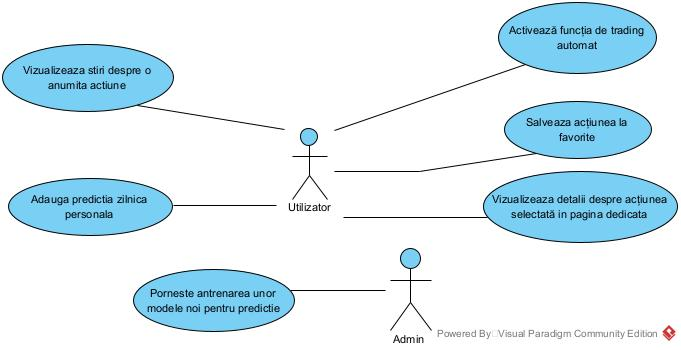 Activează funcția de trading
automat
Vizualizeaza stiri despre o
anumita actiune
Salveaza acțiunea la
favorite
Adauga predictia zilnica
personala
Utilizator
Vizualizeaza detalii despre acțiunea
selectată in pagina dedicata
Porneste antrenarea unor
modele noi pentru predictie
Admin
Powered By Visual Paradigm Community Edition